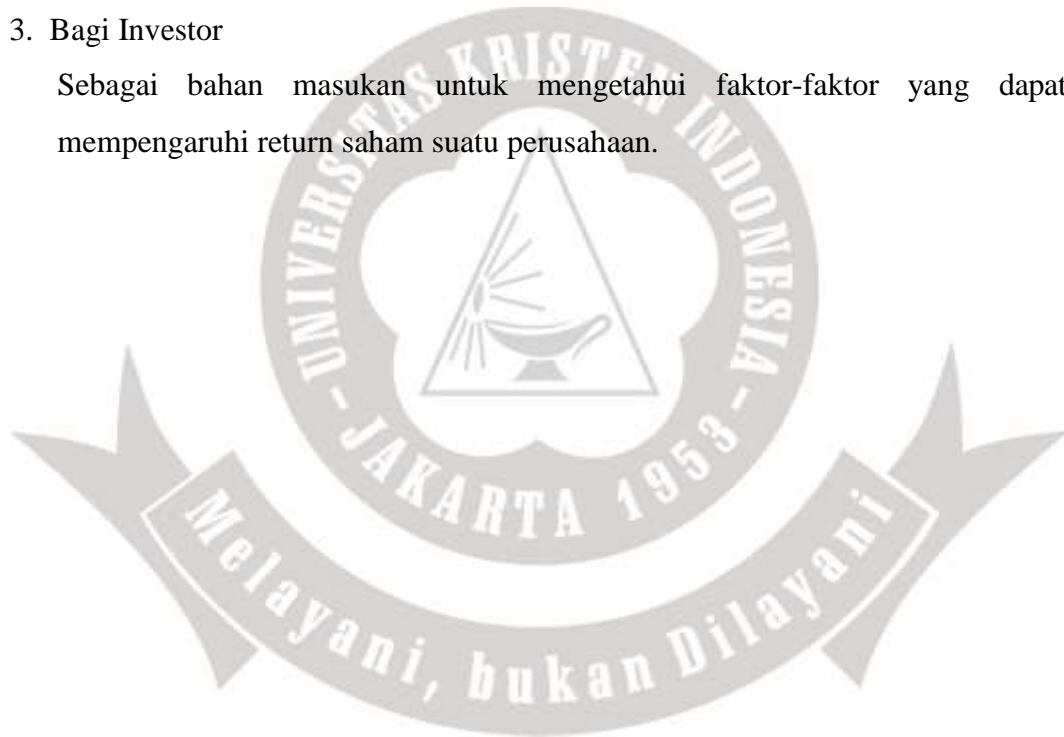 3. Bagi Investor
Sebagai bahan masukan untuk mengetahui faktor-faktor yang dapat
mempengaruhi return saham suatu perusahaan.
UNIVERSITAS KRISTEN INDONESIA
- JAKARTA 1953 -
Melayani, bukan Dilayani